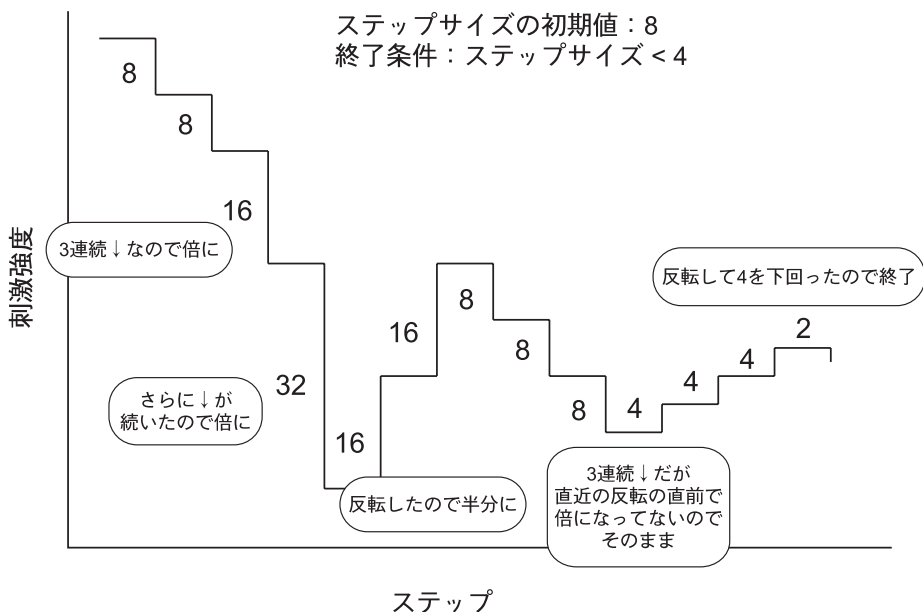 ステップサイズの初期値：8
終了条件：ステップサイズ < 4
刺激強度
8
8
16
3連続↓なので倍に
32
さらに↓が
続いたので倍に
16
反転したので半分に
16
8
8
8
3連続↓だが
直近の反転の直前で
倍になってないので
そのまま
4
4
4
2
反転して4を下回ったので終了
ステップ